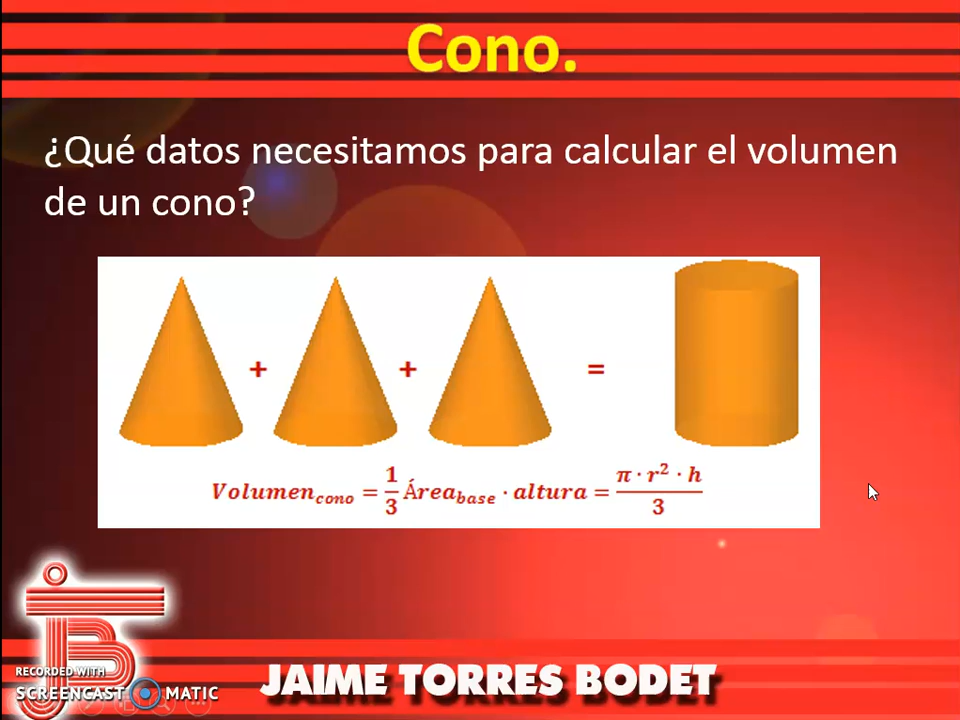 Cono.
¿Qué datos necesitamos para calcular el volumen
de un cono?
+ + =
Volumen_cono = 1/3 Área_base · altura = π · r² · h / 3
RECORDED WITH
SCREENCAST MATIC
JAIME TORRES BODET